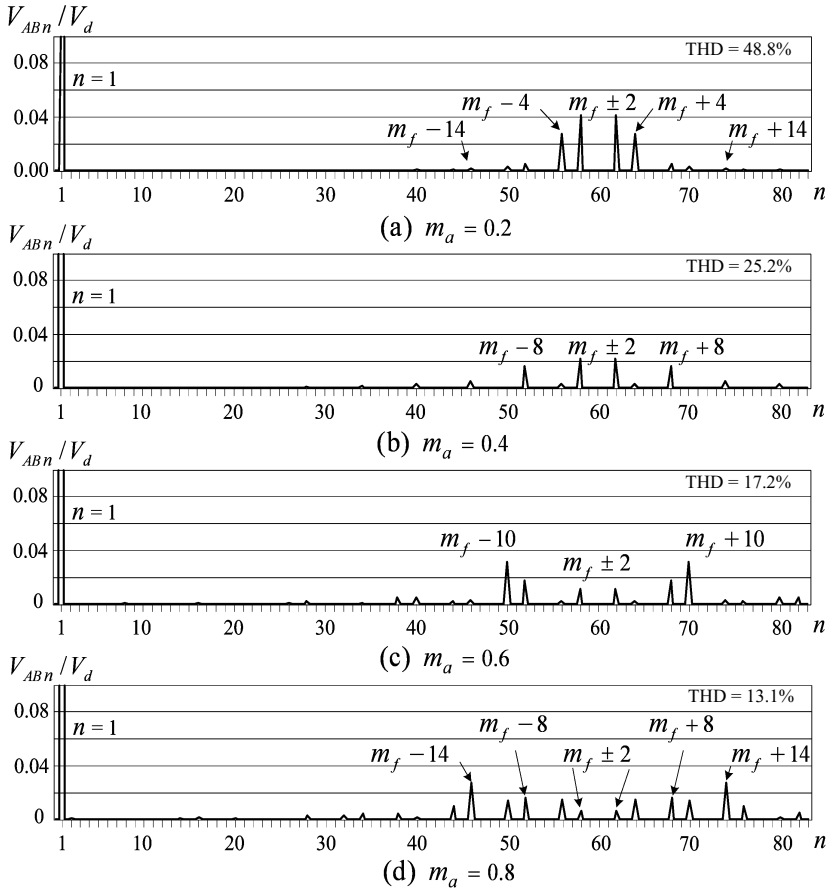 V_ABn / V_d
THD = 48.8%
0.08
n = 1
m_f − 4
m_f ± 2
m_f + 4
0.04
m_f − 14
m_f + 14
0.00
1 10 20 30 40 50 60 70 80 n
(a) m_a = 0.2
V_ABn / V_d
THD = 25.2%
0.08
n = 1
m_f − 8
m_f ± 2
m_f + 8
0.04
0
1 10 20 30 40 50 60 70 80 n
(b) m_a = 0.4
V_ABn / V_d
THD = 17.2%
0.08
n = 1
m_f − 10
m_f + 10
0.04
m_f ± 2
0
1 10 20 30 40 50 60 70 80 n
(c) m_a = 0.6
V_ABn / V_d
THD = 13.1%
0.08
n = 1
m_f − 8
m_f + 8
m_f − 14
m_f ± 2
m_f + 14
0.04
0
1 10 20 30 40 50 60 70 80 n
(d) m_a = 0.8